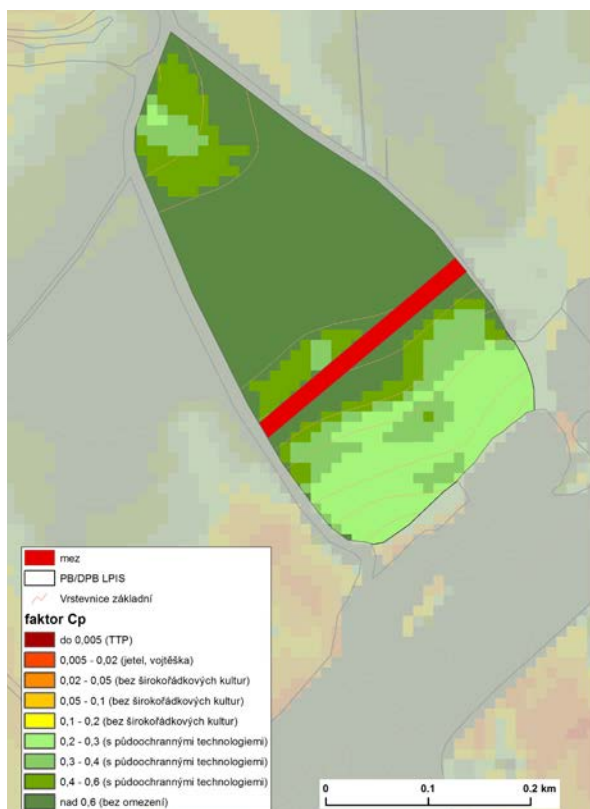 mez
PB/DPB LPIS
Vrstevnice základní
faktor Cp
do 0,005 (TTP)
0,005 - 0,02 (jetel, vojtěška)
0,02 - 0,05 (bez širokořádkových kultur)
0,05 - 0,1 (bez širokořádkových kultur)
0,1 - 0,2 (bez širokořádkových kultur)
0,2 - 0,3 (s půdoochrannými technologiemi)
0,3 - 0,4 (s půdoochrannými technologiemi)
0,4 - 0,6 (s půdoochrannými technologiemi)
nad 0,6 (bez omezení)
0 0.1 0.2 km